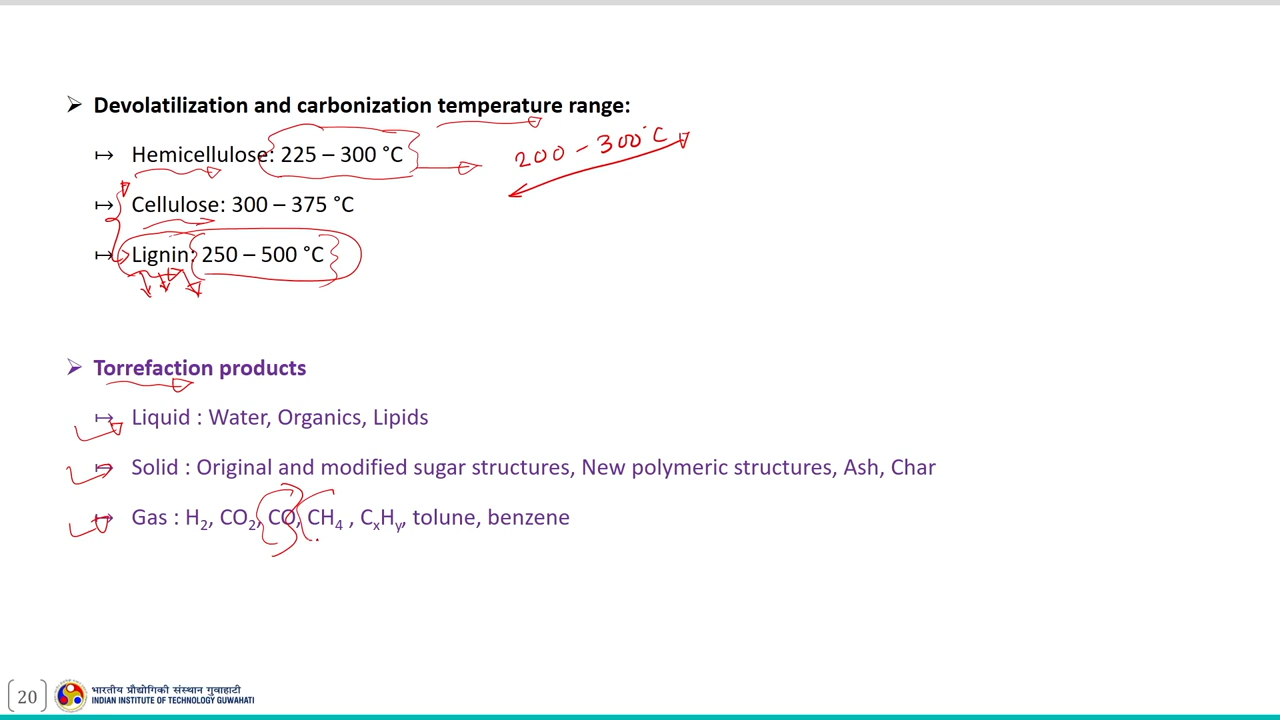 ➢ Devolatilization and carbonization temperature range:
↦ Hemicellulose: 225 – 300 °C
200 – 300°C
↦ Cellulose: 300 – 375 °C
↦ Lignin: 250 – 500 °C
➢ Torrefaction products
↦ Liquid : Water, Organics, Lipids
↦ Solid : Original and modified sugar structures, New polymeric structures, Ash, Char
↦ Gas : H₂, CO₂, CO, CH₄ , CₓHᵧ, tolune, benzene
20
भारतीय प्रौद्योगिकी संस्थान गुवाहाटी
INDIAN INSTITUTE OF TECHNOLOGY GUWAHATI